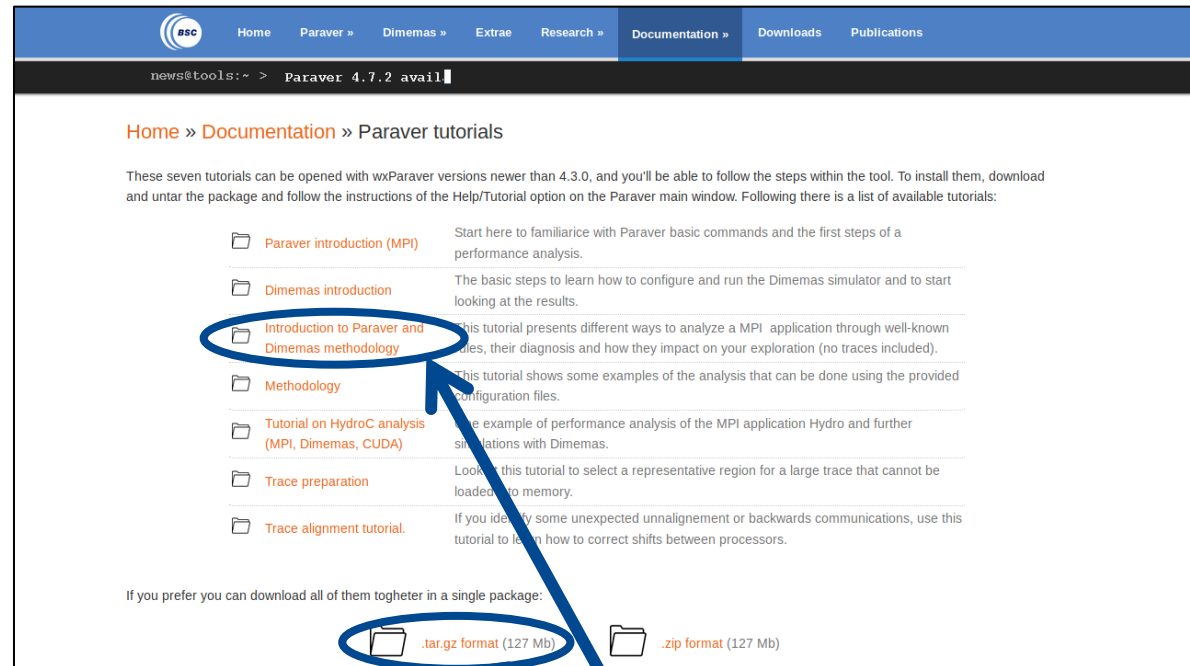 BSC
Home Paraver » Dimemas » Extrae Research » Documentation » Downloads Publications
news@tools:~ > Paraver 4.7.2 avail
Home » Documentation » Paraver tutorials
These seven tutorials can be opened with wxParaver versions newer than 4.3.0, and you'll be able to follow the steps within the tool. To install them, download
and untar the package and follow the instructions of the Help/Tutorial option on the Paraver main window. Following there is a list of available tutorials:
Paraver introduction (MPI)
Start here to familiarice with Paraver basic commands and the first steps of a
performance analysis.
Dimemas introduction
The basic steps to learn how to configure and run the Dimemas simulator and to start
looking at the results.
Introduction to Paraver and
Dimemas methodology
This tutorial presents different ways to analyze a MPI application through well-known
rules, their diagnosis and how they impact on your exploration (no traces included).
Methodology
This tutorial shows some examples of the analysis that can be done using the provided
configuration files.
Tutorial on HydroC analysis
(MPI, Dimemas, CUDA)
One example of performance analysis of the MPI application Hydro and further
simulations with Dimemas.
Trace preparation
Look at this tutorial to select a representative region for a large trace that cannot be
loaded into memory.
Trace alignment tutorial.
If you identify some unexpected unnalignement or backwards communications, use this
tutorial to learn how to correct shifts between processors.
If you prefer you can download all of them togheter in a single package:
.tar.gz format (127 Mb) .zip format (127 Mb)